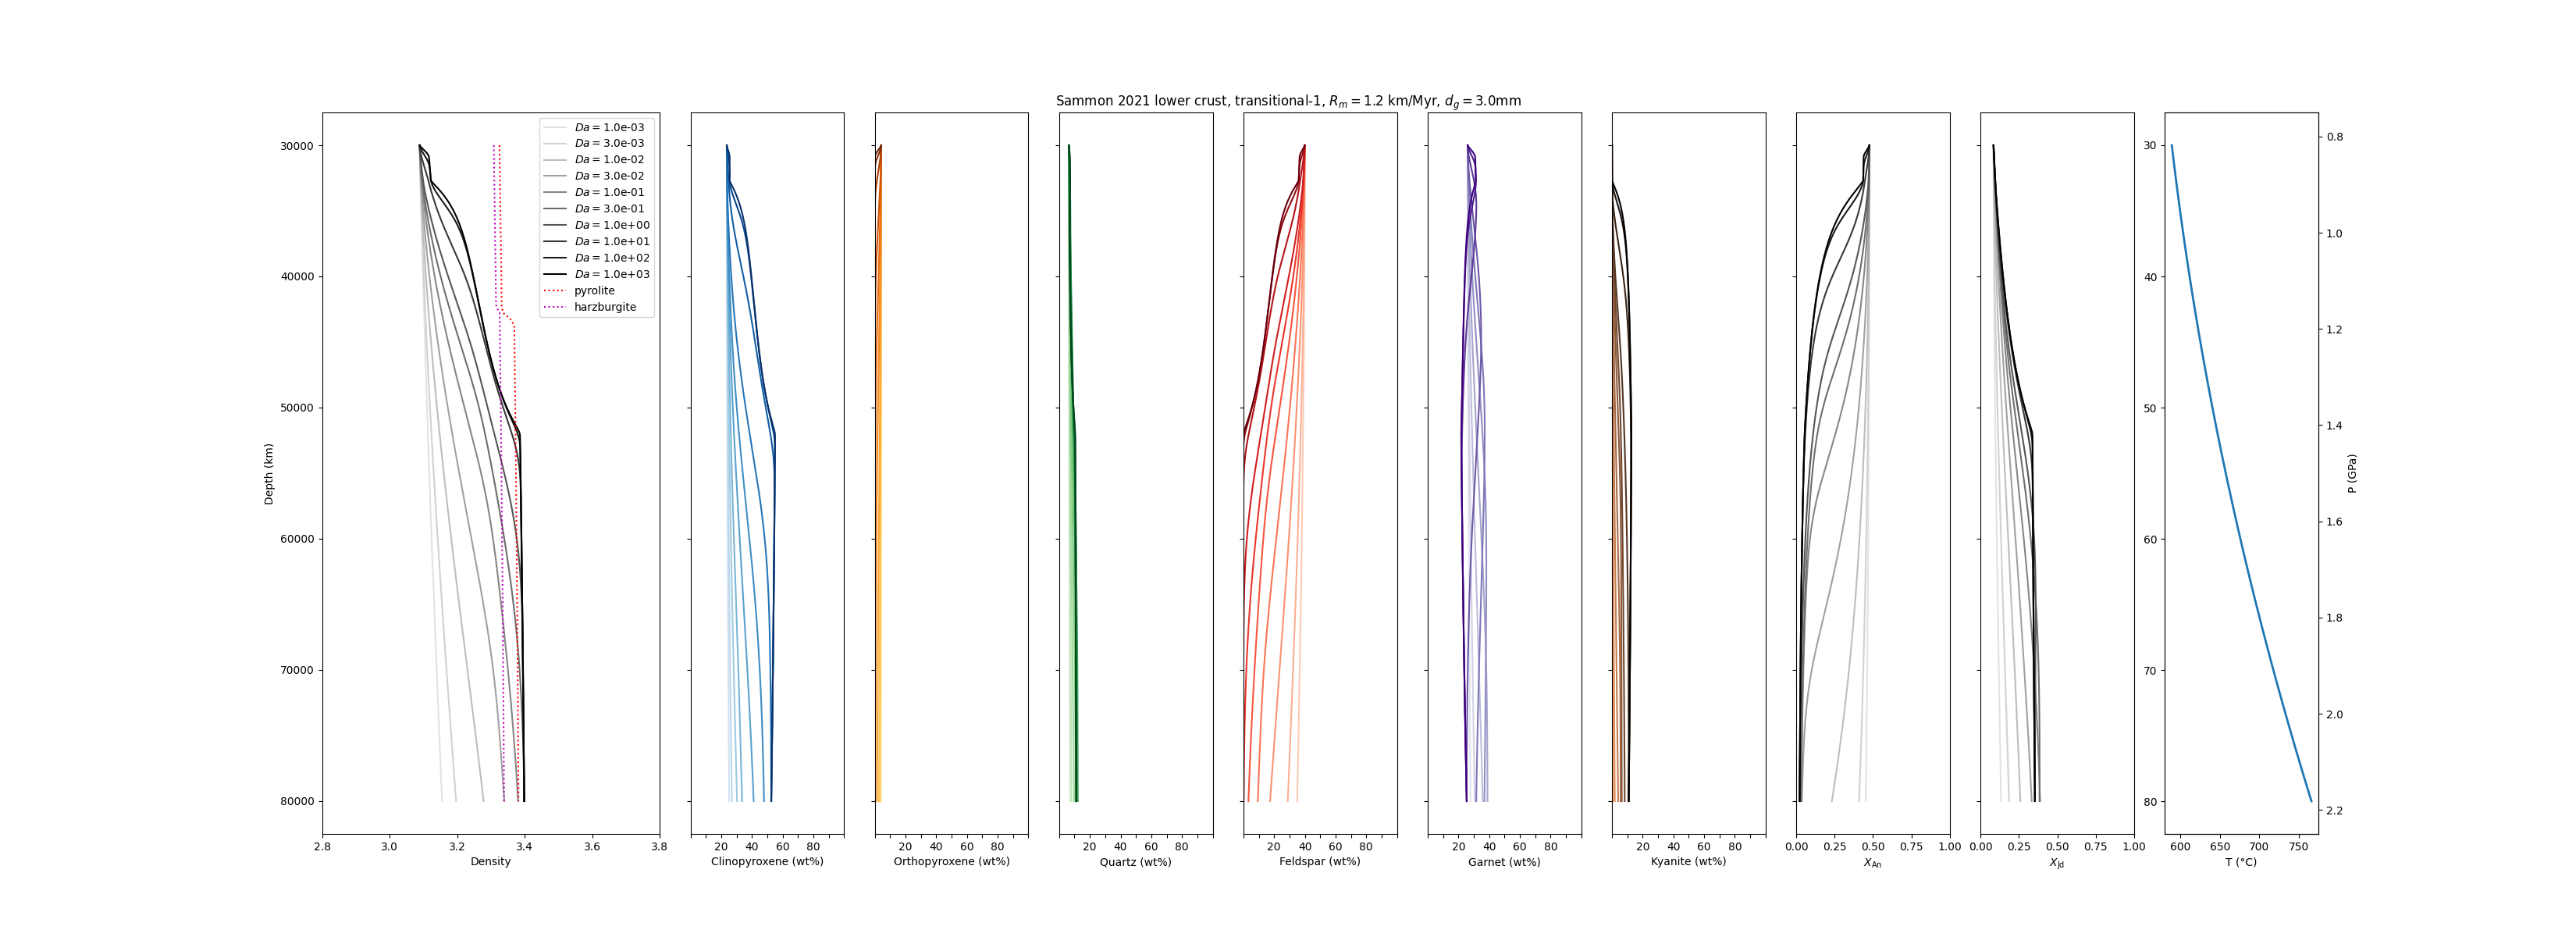 Sammon 2021 lower crust, transitional-1, Rm = 1.2 km/Myr, dg = 3.0mm
Da = 1.0e-03
Da = 3.0e-03
Da = 1.0e-02
Da = 3.0e-02
Da = 1.0e-01
Da = 3.0e-01
Da = 1.0e+00
Da = 1.0e+01
Da = 1.0e+02
Da = 1.0e+03
pyrolite
harzburgite
Depth (km)
30000
40000
50000
60000
70000
80000
2.8 3.0 3.2 3.4 3.6 3.8
Density
20 40 60 80
Clinopyroxene (wt%)
20 40 60 80
Orthopyroxene (wt%)
20 40 60 80
Quartz (wt%)
20 40 60 80
Feldspar (wt%)
20 40 60 80
Garnet (wt%)
20 40 60 80
Kyanite (wt%)
0.00 0.25 0.50 0.75 1.00
XAn
0.00 0.25 0.50 0.75 1.00
XJd
30
40
50
60
70
80
600 650 700 750
T (°C)
0.8
1.0
1.2
1.4
1.6
1.8
2.0
2.2
P (GPa)